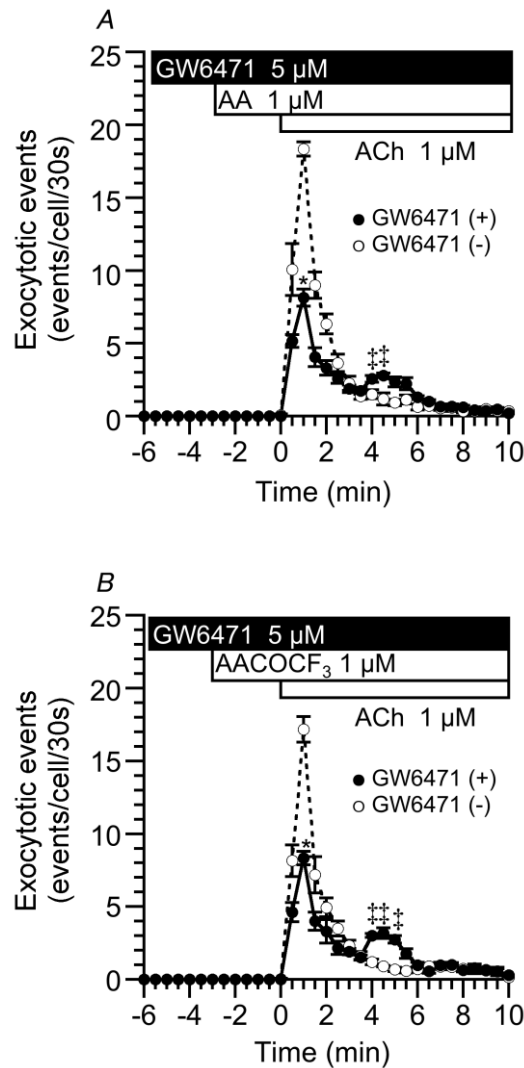 A
25
20
15
10
5
0
Exocytotic events
(events/cell/30s)
GW6471 5 µM
AA 1 µM
ACh 1 µM
GW6471 (+)
GW6471 (-)
*
‡‡
-6 -4 -2 0 2 4 6 8 10
Time (min)
B
25
20
15
10
5
0
Exocytotic events
(events/cell/30s)
GW6471 5 µM
AACOCF₃ 1 µM
ACh 1 µM
GW6471 (+)
GW6471 (-)
*
‡‡ ‡
-6 -4 -2 0 2 4 6 8 10
Time (min)